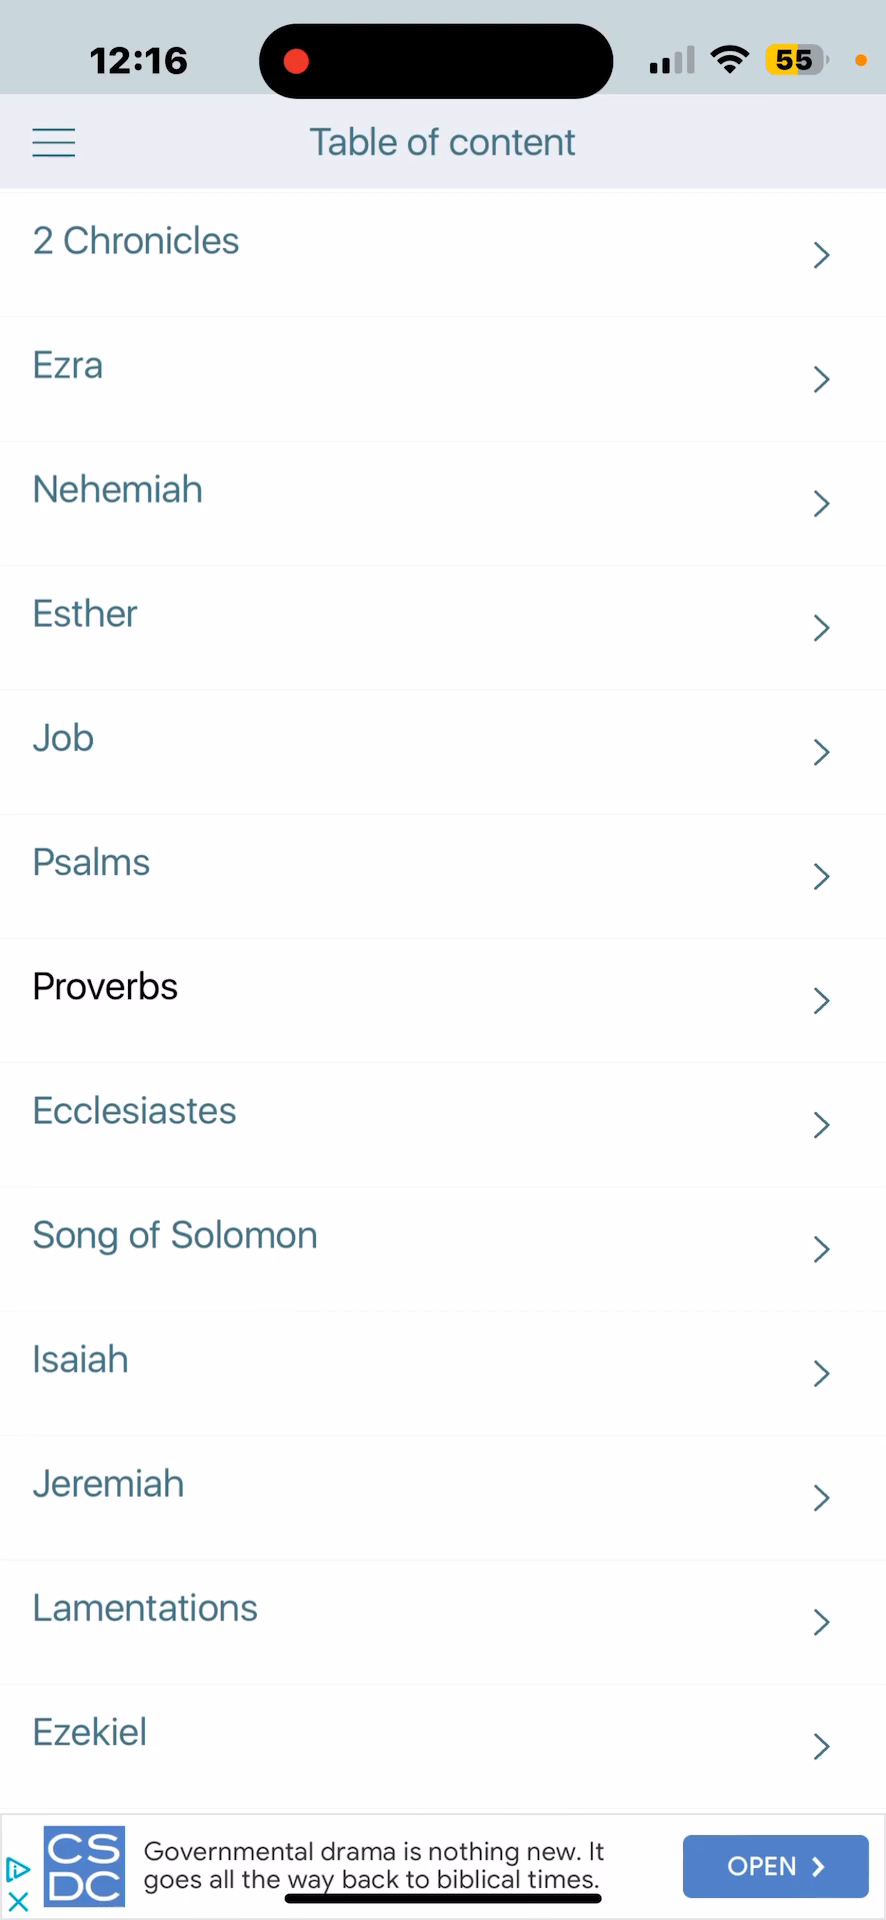 12:16
55
Table of content
2 Chronicles
Ezra
Nehemiah
Esther
Job
Psalms
Proverbs
Ecclesiastes
Song of Solomon
Isaiah
Jeremiah
Lamentations
Ezekiel
CS
DC
Governmental drama is nothing new. It
goes all the way back to biblical times.
OPEN